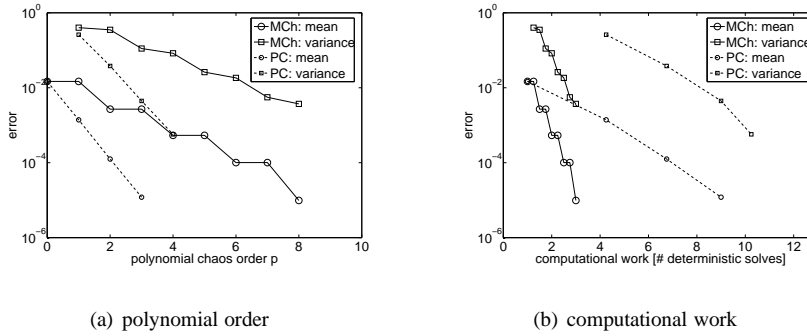 10^0
10^-2
10^-4
10^-6
error
0 2 4 6 8 10
polynomial chaos order p
MCh: mean
MCh: variance
PC: mean
PC: variance
(a) polynomial order
10^0
10^-2
10^-4
10^-6
error
0 2 4 6 8 10 12
computational work [# deterministic solves]
MCh: mean
MCh: variance
PC: mean
PC: variance
(b) computational work